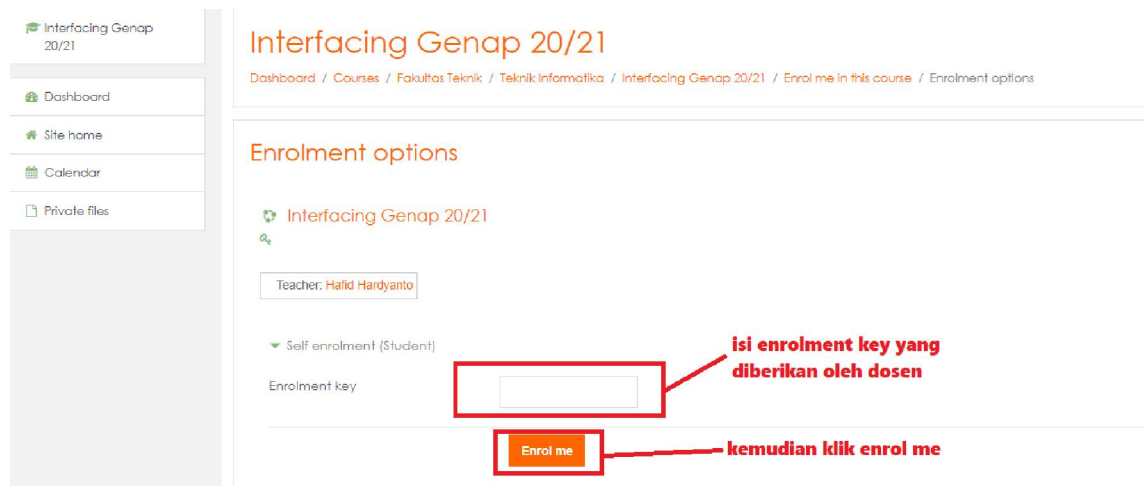 Interfacing Genap
20/21
Dashboard
Site home
Calendar
Private files
Interfacing Genap 20/21
Dashboard / Courses / Fakultas Teknik / Teknik Informatika / Interfacing Genap 20/21 / Enrol me in this course / Enrolment options
Enrolment options
Interfacing Genap 20/21
Teacher: Hafid Hardyanto
Self enrolment (Student)
Enrolment key
isi enrolment key yang
diberikan oleh dosen
Enrol me
kemudian klik enrol me